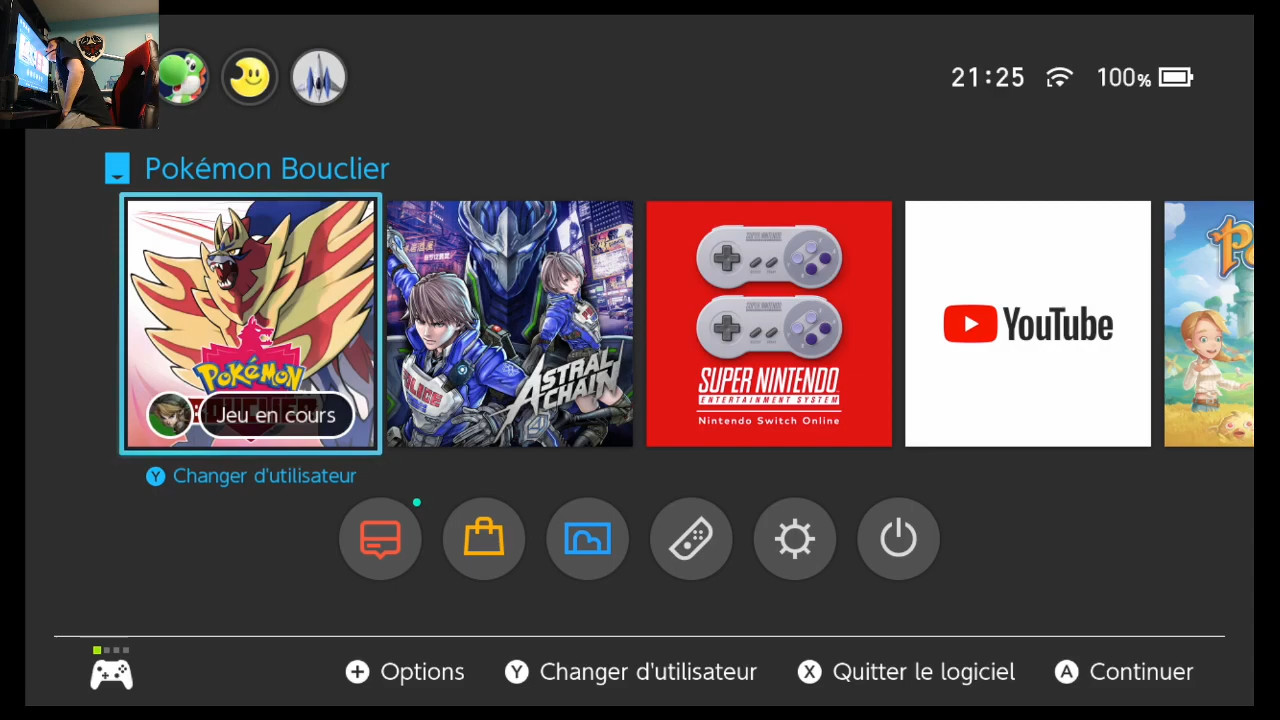 21:25 100%
Pokémon Bouclier
POKéMON
Jeu en cours
POLICE
ASTRAL
CHAIN
SUPER NINTENDO
ENTERTAINMENT SYSTEM
Nintendo Switch Online
YouTube
Y Changer d'utilisateur
+ Options Y Changer d'utilisateur X Quitter le logiciel A Continuer